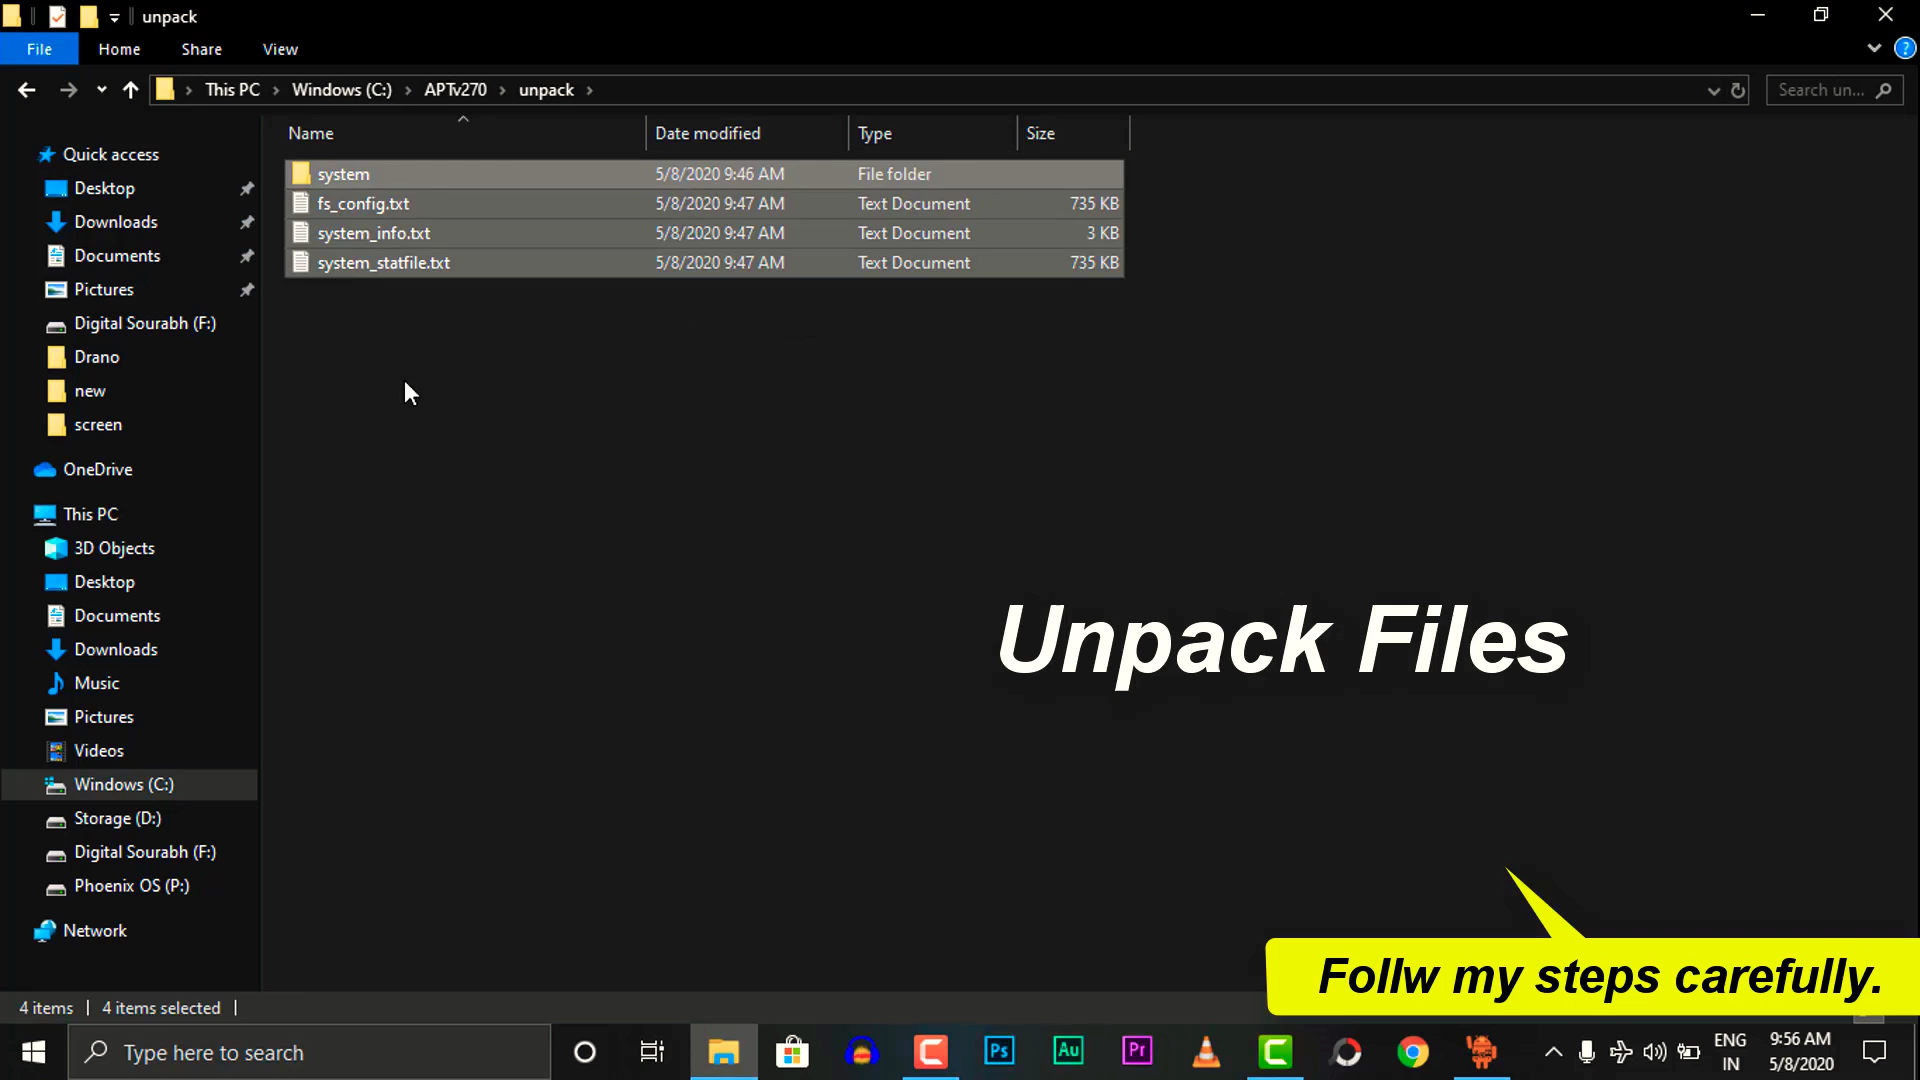 unpack
File Home Share View
This PC Windows (C:) APTv270 unpack Search un...
Name Date modified Type Size
system 5/8/2020 9:46 AM File folder
fs_config.txt 5/8/2020 9:47 AM Text Document 735 KB
system_info.txt 5/8/2020 9:47 AM Text Document 3 KB
system_statfile.txt 5/8/2020 9:47 AM Text Document 735 KB
Quick access
Desktop
Downloads
Documents
Pictures
Digital Sourabh (F:)
Drano
new
screen
OneDrive
This PC
3D Objects
Desktop
Documents
Downloads
Music
Pictures
Videos
Windows (C:)
Storage (D:)
Digital Sourabh (F:)
Phoenix OS (P:)
Network
Unpack Files
Follw my steps carefully.
4 items 4 items selected
Type here to search
Ps Au Pr
ENG
IN
9:56 AM
5/8/2020